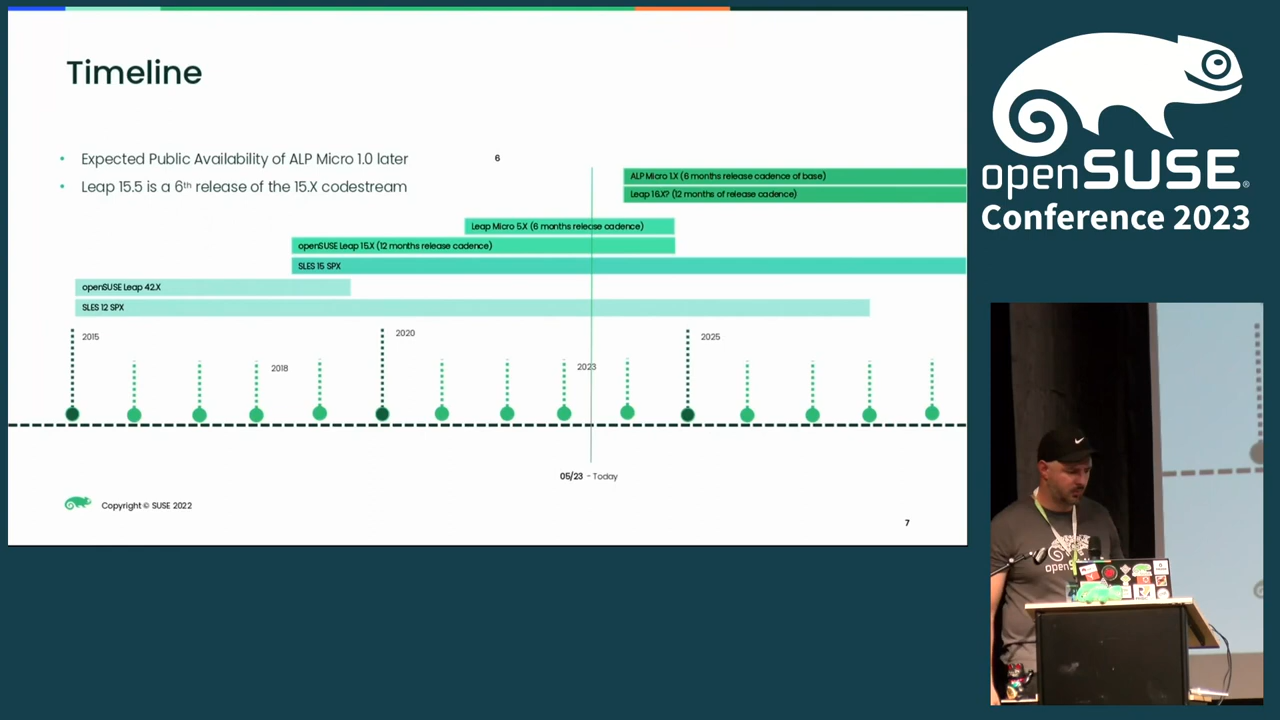 Timeline
• Expected Public Availability of ALP Micro 1.0 later
• Leap 15.5 is a 6th release of the 15.X codestream
6
ALP Micro 1.X (6 months release cadence of base)
Leap 16.X? (12 months of release cadence)
Leap Micro 5.X (6 months release cadence)
openSUSE Leap 15.X (12 months release cadence)
SLES 15 SPX
openSUSE Leap 42.X
SLES 12 SPX
2015
2018
2020
2023
2025
05/23 - Today
Copyright © SUSE 2022
7
openSUSE®
Conference 2023